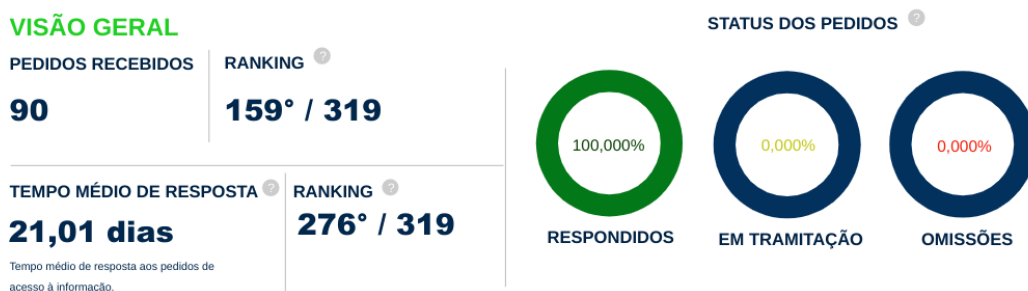 VISÃO GERAL
PEDIDOS RECEBIDOS
90
RANKING ?
159° / 319
TEMPO MÉDIO DE RESPOSTA ?
21,01 dias
Tempo médio de resposta aos pedidos de
acesso à informação.
RANKING ?
276° / 319
STATUS DOS PEDIDOS ?
100,000%
RESPONDIDOS
0,000%
EM TRAMITAÇÃO
0,000%
OMISSÕES